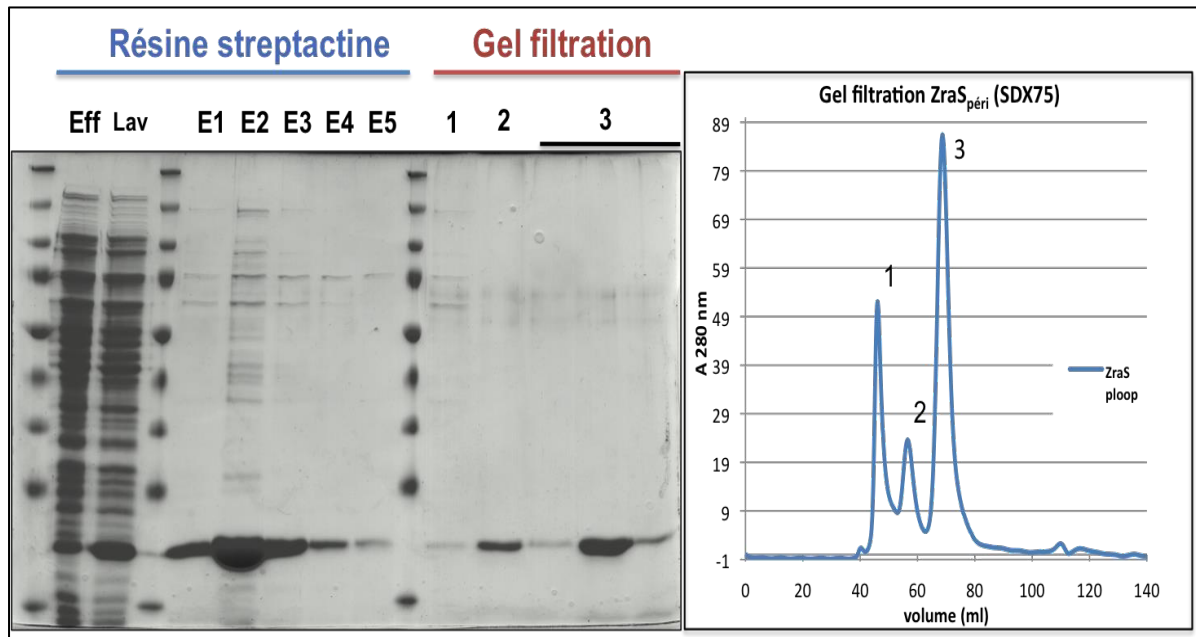 Résine streptactine
Gel filtration
Eff Lav E1 E2 E3 E4 E5 1 2 3
Gel filtration ZraSpéri (SDX75)
89
79
69
59
49
39
29
19
9
-1
A 280 nm
1
2
3
ZraS
ploop
0 20 40 60 80 100 120 140
volume (ml)